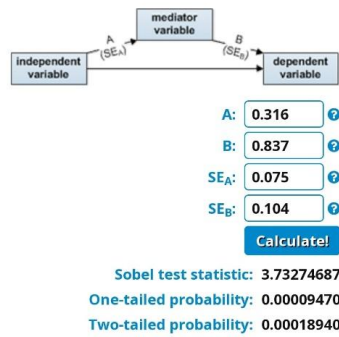 mediator
variable
A
(SEA)
B
(SEB)
independent
variable
dependent
variable
A: 0.316 ?
B: 0.837 ?
SEA: 0.075 ?
SEB: 0.104 ?
Calculate!
Sobel test statistic: 3.73274687
One-tailed probability: 0.00009470
Two-tailed probability: 0.00018940